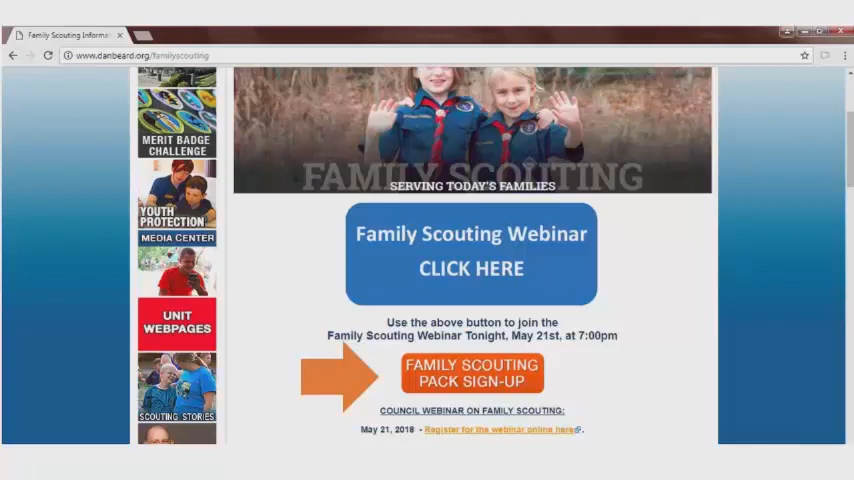 Family Scouting Informa
www.danbeard.org/familyscouting
MERIT BADGE
CHALLENGE
YOUTH
PROTECTION
MEDIA CENTER
UNIT
WEBPAGES
SCOUTING STORIES
FAMILY SCOUTING
SERVING TODAY'S FAMILIES
Family Scouting Webinar
CLICK HERE
Use the above button to join the
Family Scouting Webinar Tonight, May 21st, at 7:00pm
FAMILY SCOUTING
PACK SIGN-UP
COUNCIL WEBINAR ON FAMILY SCOUTING:
May 21, 2018 - Register for the webinar online here.